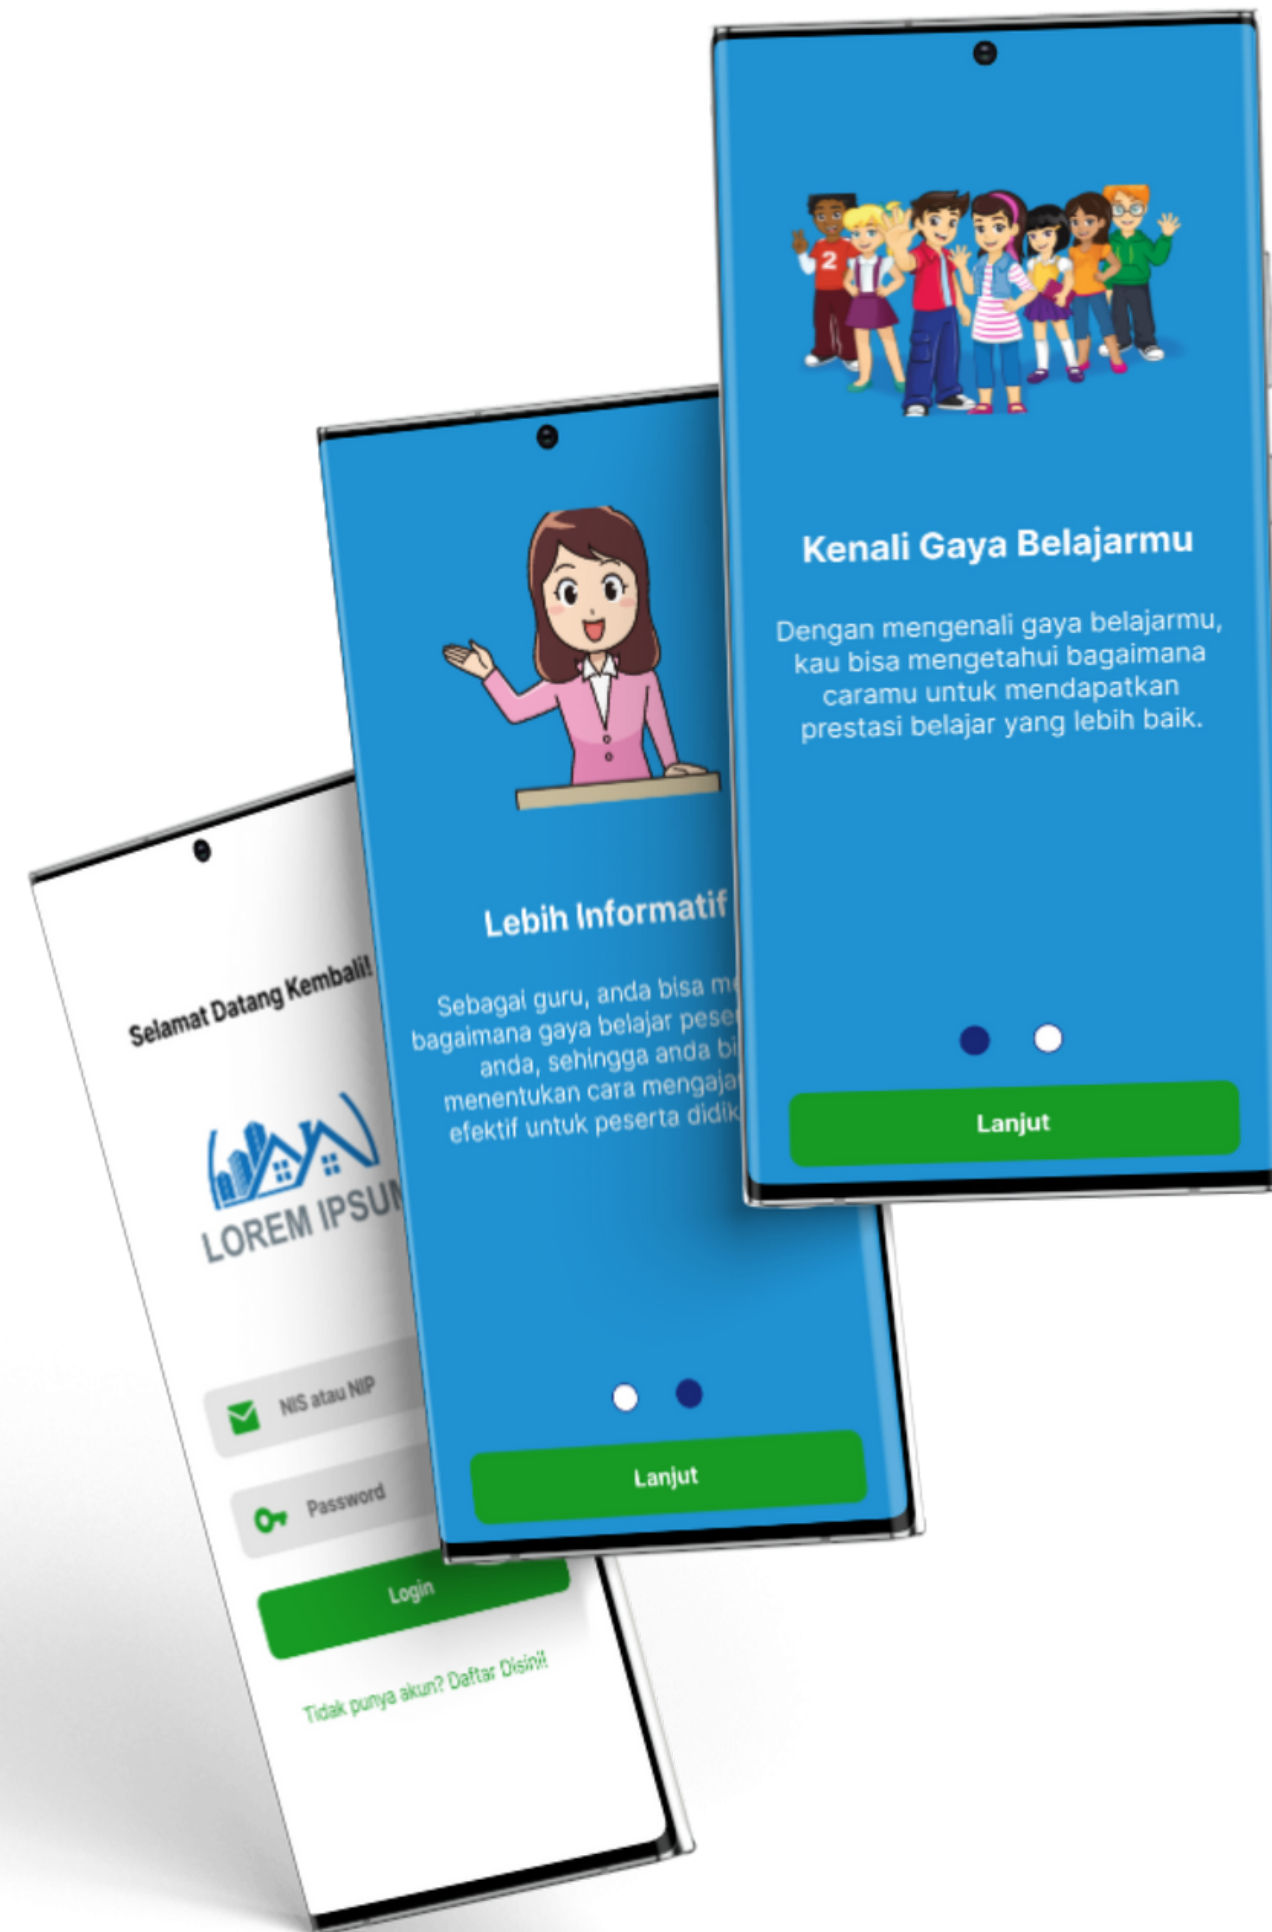 2
Kenali Gaya Belajarmu
Dengan mengenali gaya belajarmu,
kau bisa mengetahui bagaimana
caramu untuk mendapatkan
prestasi belajar yang lebih baik.
Lanjut
Lebih Informatif
Sebagai guru, anda bisa
bagaimana gaya belajar
anda, sehingga anda
menentukan cara
efektif untuk peserta didik
Lanjut
Selamat Datang Kembali!
LOREM
NIS atau NIP
Password
Login
Tidak punya akun? Daftar Disini!